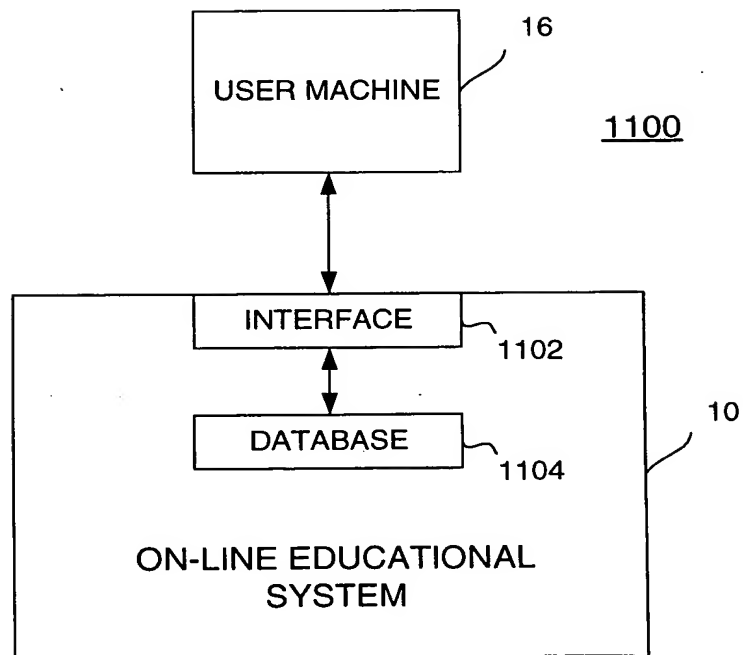 16
USER MACHINE
1100
INTERFACE
1102
10
DATABASE
1104
ON-LINE EDUCATIONAL
SYSTEM